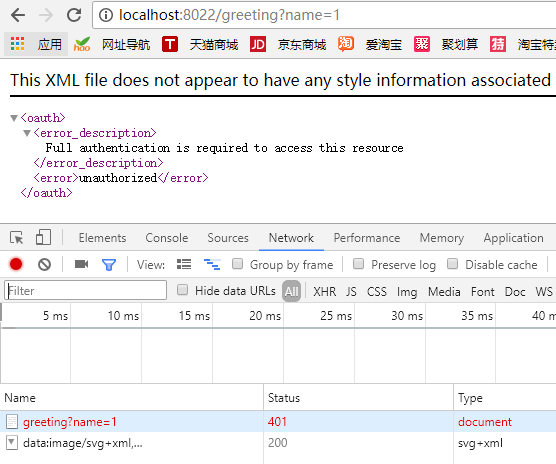 localhost:8022/greeting?name=1
应用 hao 网址导航 T 天猫商城 JD 京东商城 淘 爱淘宝 聚 聚划算 特 淘宝特
This XML file does not appear to have any style information associated
<oauth>
<error_description>
Full authentication is required to access this resource
</error_description>
<error>unauthorized</error>
</oauth>
Elements Console Sources Network Performance Memory Application
View: Group by frame Preserve log Disable cache
Filter Hide data URLs All XHR JS CSS Img Media Font Doc WS
5 ms 10 ms 15 ms 20 ms 25 ms 30 ms 35 ms 40 m
Name Status Type
greeting?name=1 401 document
data:image/svg+xml,... 200 svg+xml